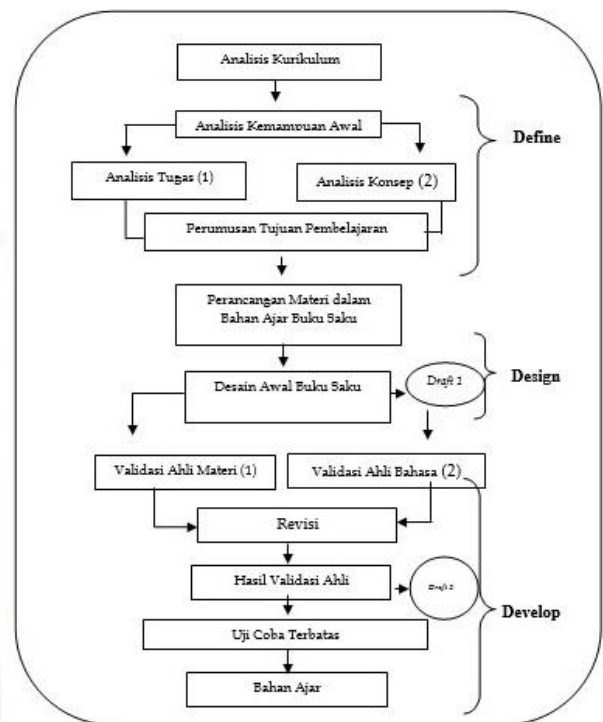 Analisis Kurikulum
Analisis Kemampuan Awal
Define
Analisis Tugas (1)
Analisis Konsep (2)
Perumusan Tujuan Pembelajaran
Perancangan Materi dalam
Bahan Ajar Buku Saku
Desain Awal Buku Saku
Draft 1
Design
Validasi Ahli Materi (1)
Validasi Ahli Bahasa (2)
Revisi
Hasil Validasi Ahli
Draft
Develop
Uji Coba Terbatas
Bahan Ajar